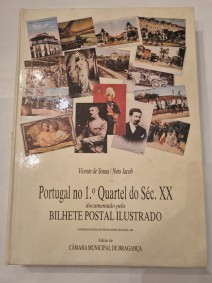 Vicente de Sousa / Neto Jacob
Portugal no 1.º Quartel do Séc. XX
documentado pelo
BILHETE POSTAL ILUSTRADO
Edição da
CÂMARA MUNICIPAL DE BRAGANÇA